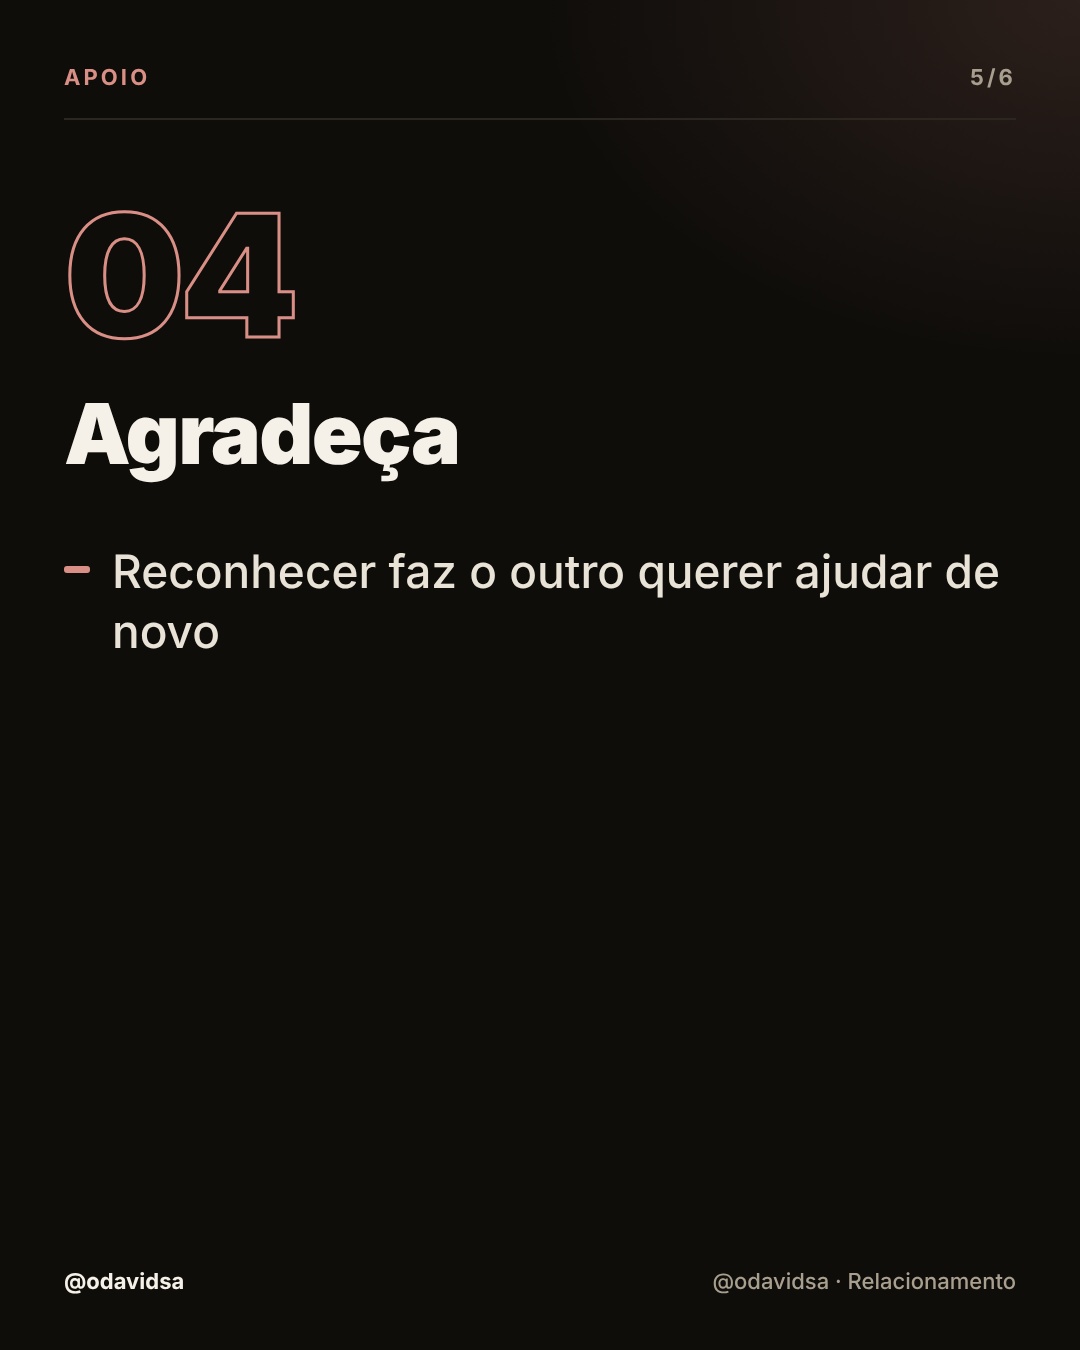 APOIO
5/6
04
Agradeça
Reconhecer faz o outro querer ajudar de
novo
@odavidsa
@odavidsa · Relacionamento